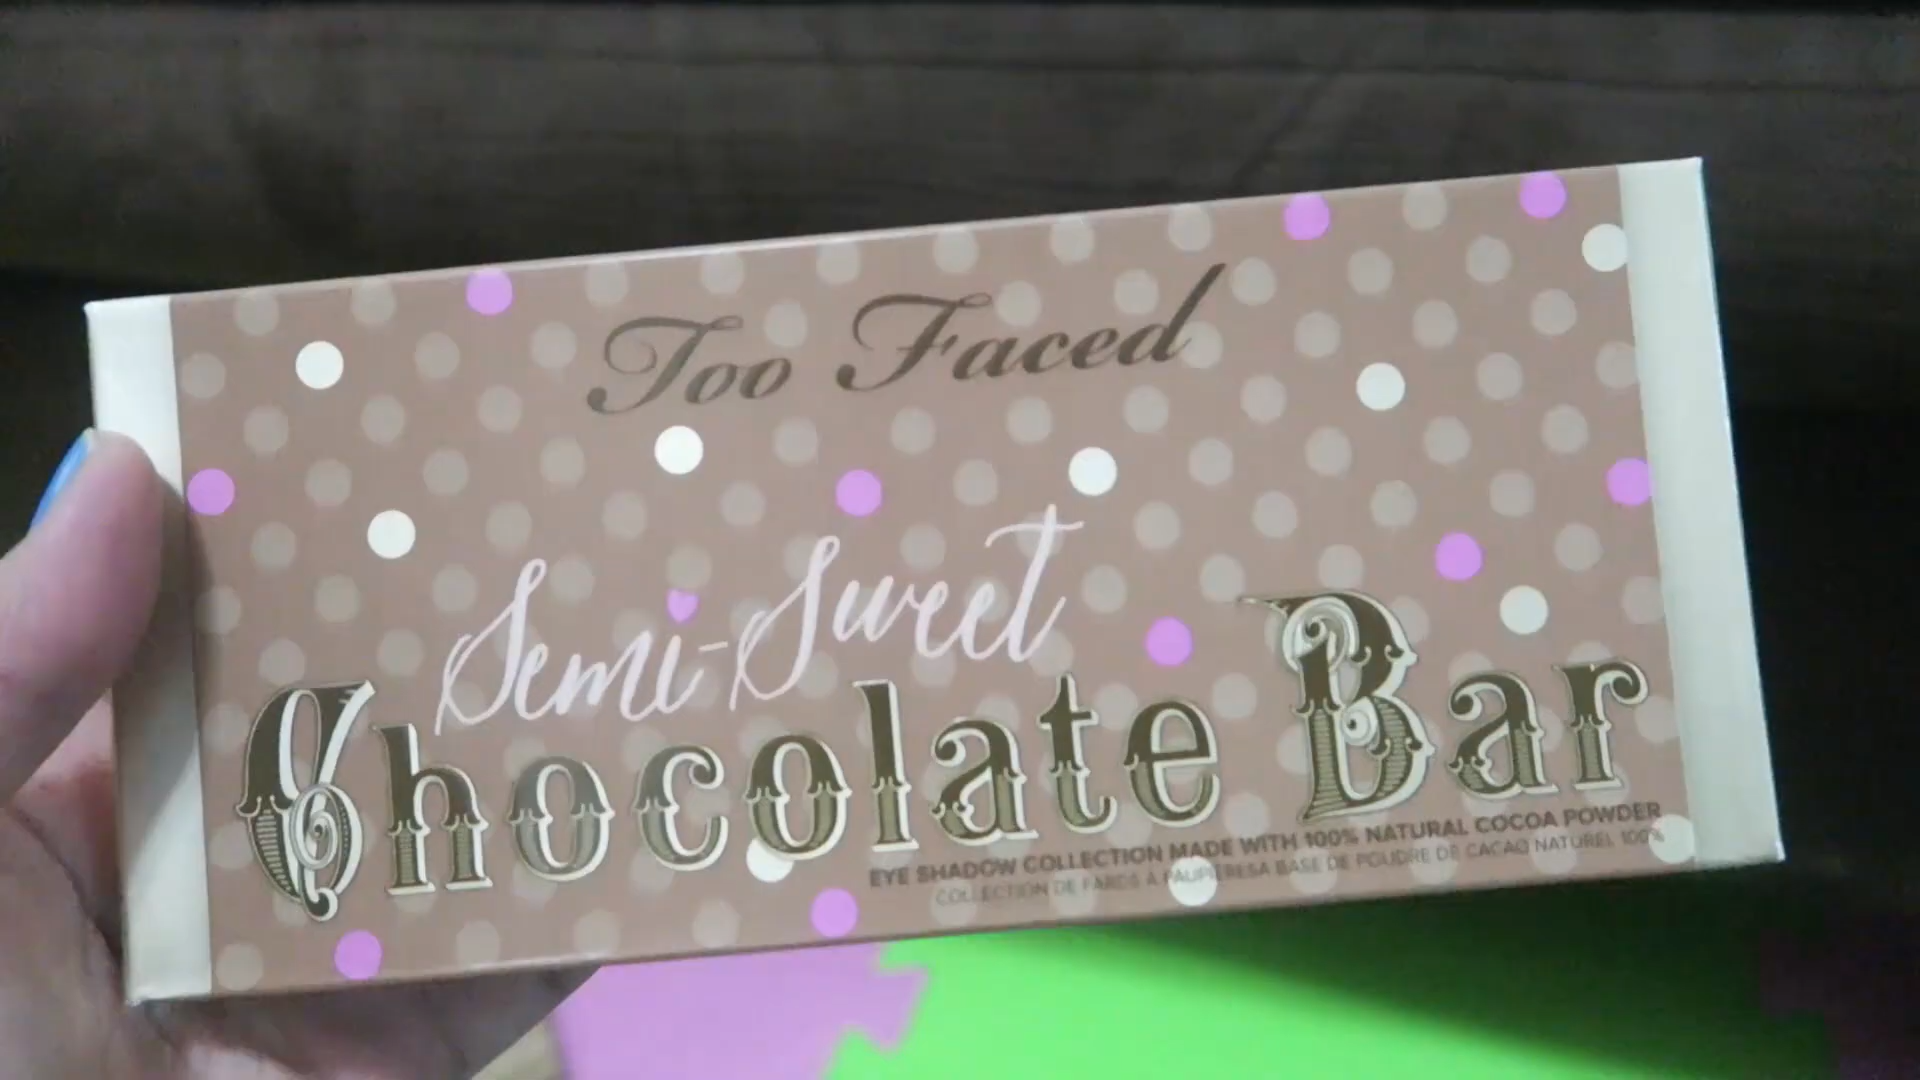 Too Faced
Semi-Sweet
Chocolate Bar
EYE SHADOW COLLECTION MADE WITH 100% NATURAL COCOA POWDER
COLLECTION DE FARDS À PAUPIÈRESA BASE DE POUDRE DE CACAO NATUREL 100%